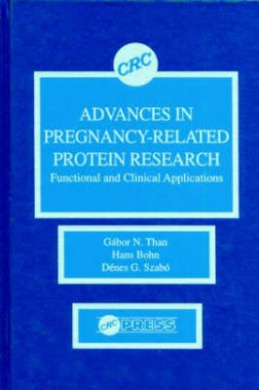 CRC
ADVANCES IN
PREGNANCY-RELATED
PROTEIN RESEARCH
Functional and Clinical Applications
Gábor N. Than
Hans Bohn
Dénes G. Szabó
CRC PRESS